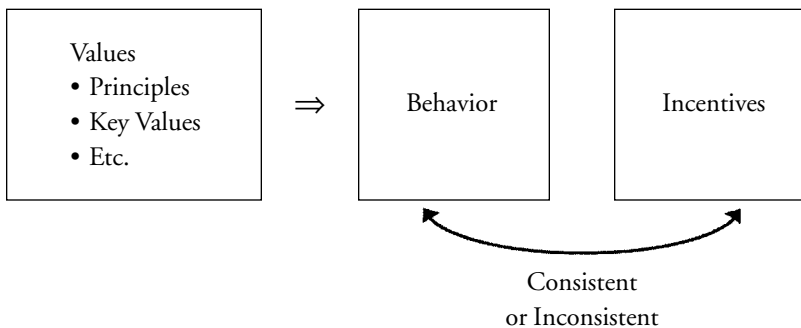 Values
• Principles
• Key Values
• Etc.
⇒
Behavior
Incentives
Consistent
or Inconsistent